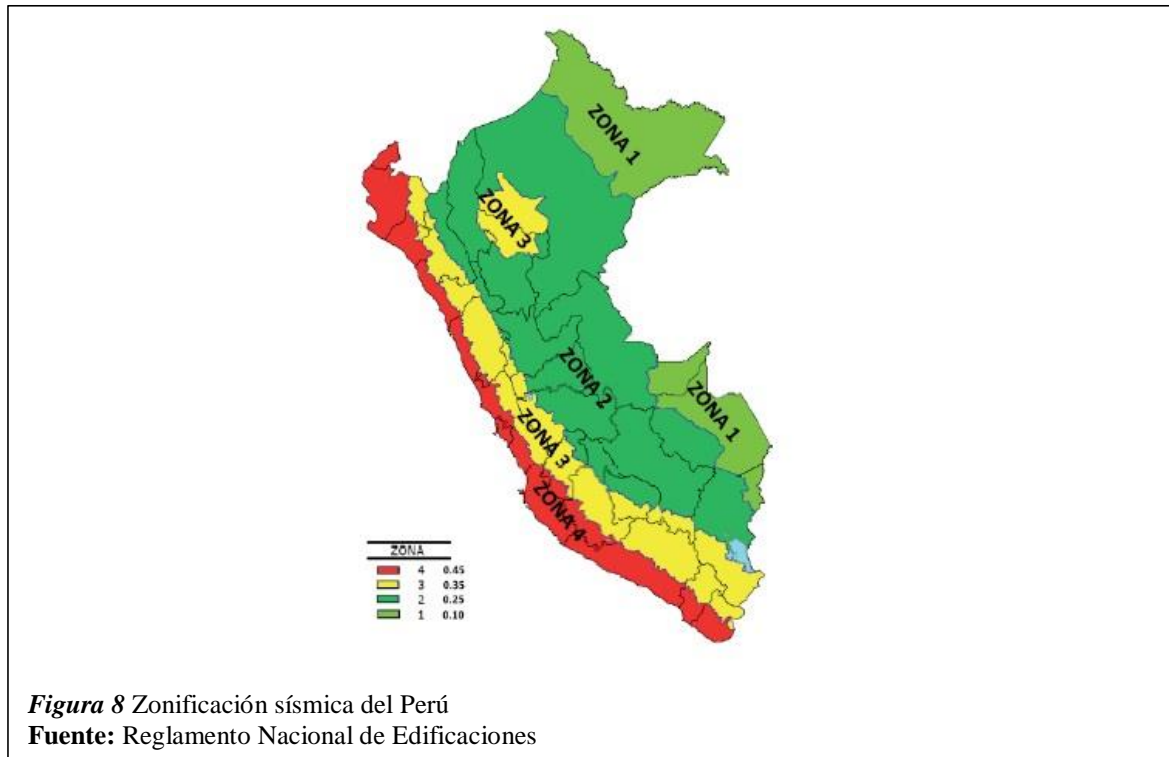 ZONA 1
ZONA 3
ZONA 2
ZONA 1
ZONA 3
ZONA 4
ZONA
4 0.45
3 0.35
2 0.25
1 0.10
Figura 8 Zonificación sísmica del Perú
Fuente: Reglamento Nacional de Edificaciones